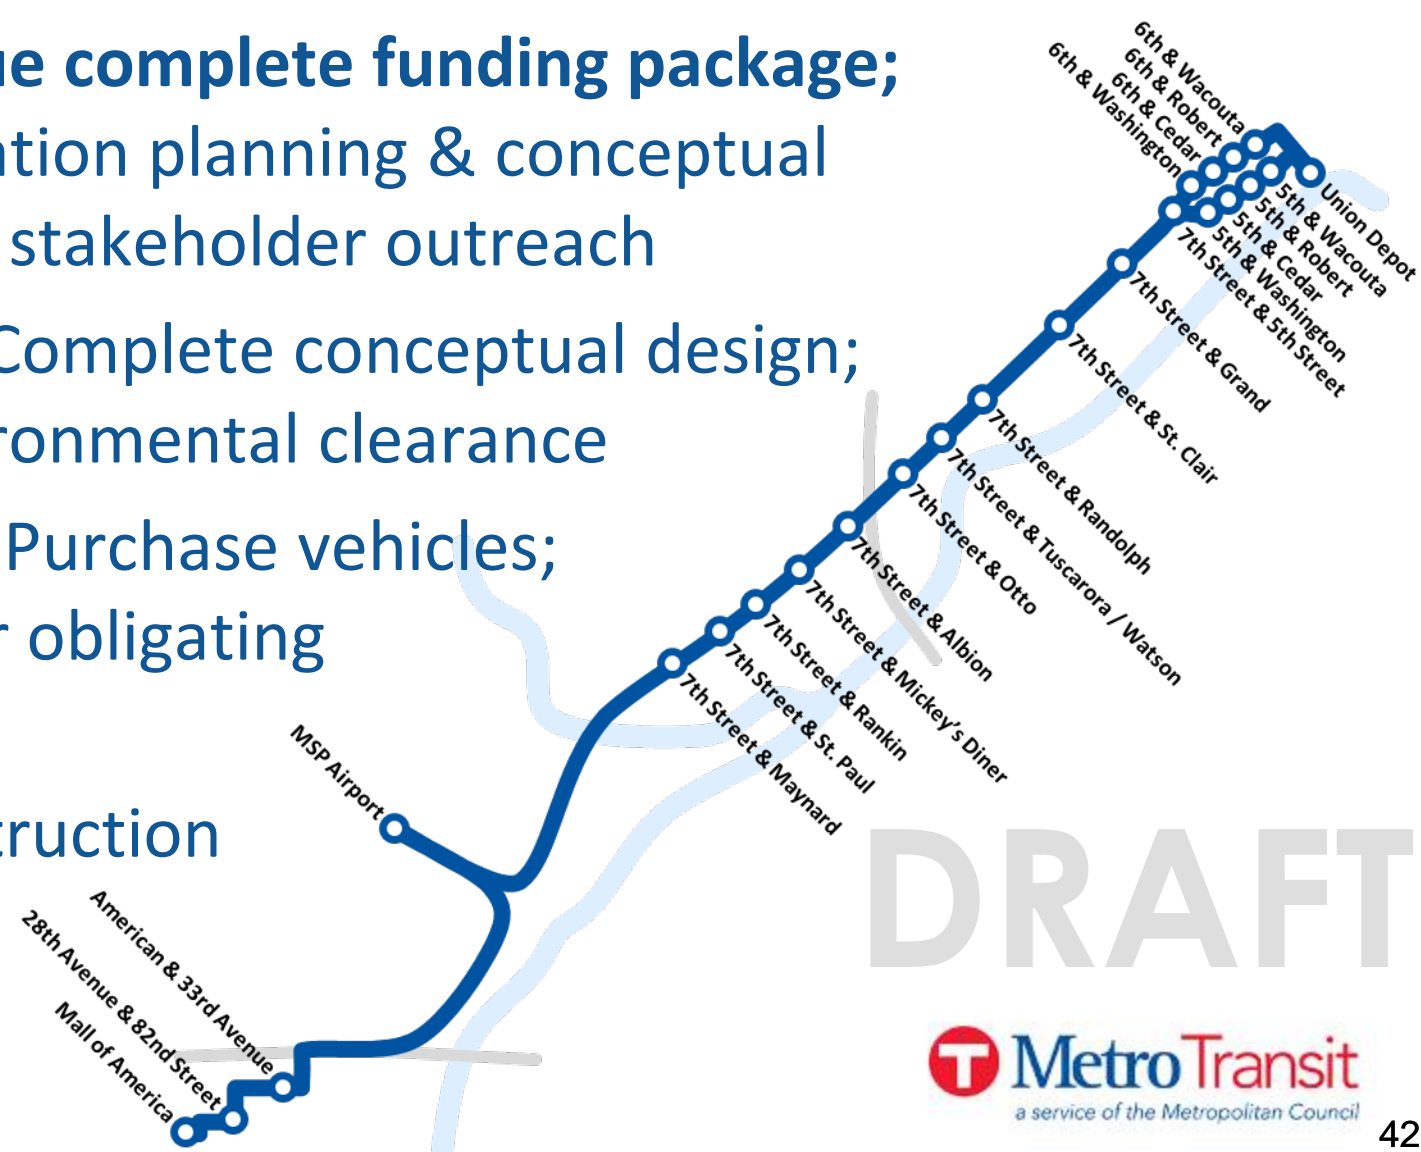 ue complete funding package;
ation planning & conceptual
stakeholder outreach
Complete conceptual design;
ronmental clearance
Purchase vehicles;
r obligating
truction
6th & Wacouta
6th & Robert
6th & Cedar
6th & Washington
Union Depot
5th & Wacouta
5th & Robert
5th & Cedar
5th & Washington
7th Street & 5th Street
7th Street & Grand
7th Street & St. Clair
7th Street & Randolph
7th Street & Tuscarora / Watson
7th Street & Otto
7th Street & Albion
7th Street & Mickey's Diner
7th Street & Rankin
7th Street & St. Paul
7th Street & Maynard
MSP Airport
American & 33rd Avenue
28th Avenue & 82nd Street
Mall of America
DRAFT
T MetroTransit
a service of the Metropolitan Council
42